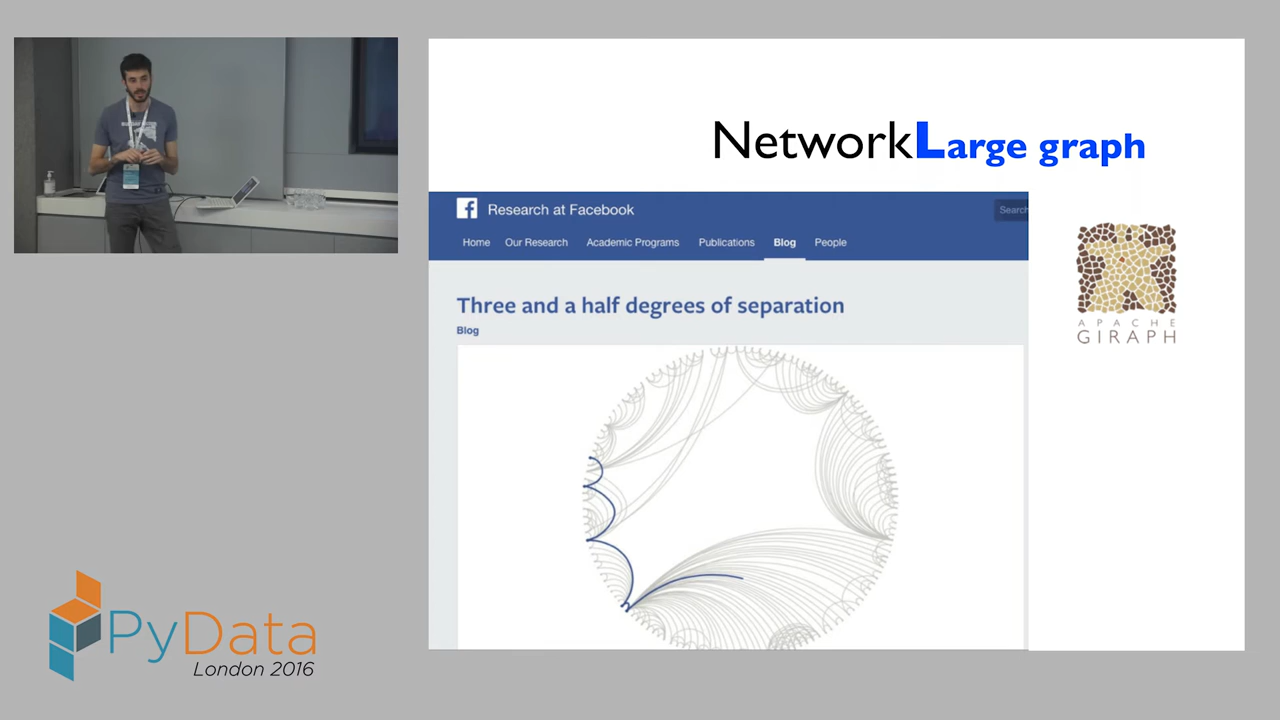 NetworkLarge graph
Research at Facebook
Search
Home Our Research Academic Programs Publications Blog People
Three and a half degrees of separation
Blog
APACHE
GIRAPH
PyData
London 2016